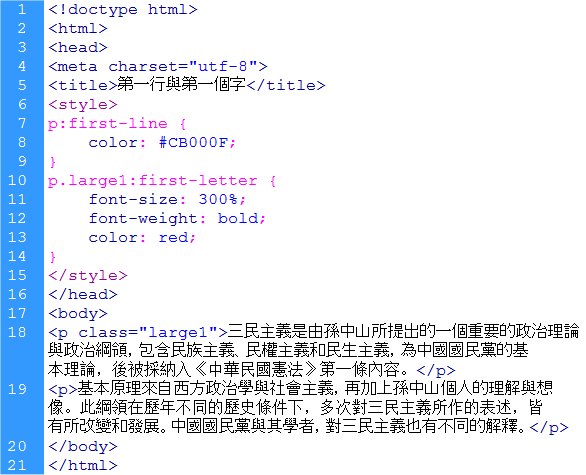 1 <!doctype html>
2 <html>
3 <head>
4 <meta charset="utf-8">
5 <title>第一行與第一個字</title>
6 <style>
7 p:first-line {
8     color: #CB000F;
9 }
10 p.large1:first-letter {
11     font-size: 300%;
12     font-weight: bold;
13     color: red;
14 }
15 </style>
16 </head>
17 <body>
18 <p class="large1">三民主義是由孫中山所提出的一個重要的政治理論
與政治綱領，包含民族主義、民權主義和民生主義，為中國國民黨的基
本理論，後被採納入《中華民國憲法》第一條內容。</p>
19 <p>基本原理來自西方政治學與社會主義，再加上孫中山個人的理解與想
像。此綱領在歷年不同的歷史條件下，多次對三民主義所作的表述，皆
有所改變和發展。中國國民黨與其學者，對三民主義也有不同的解釋。</p>
20 </body>
21 </html>